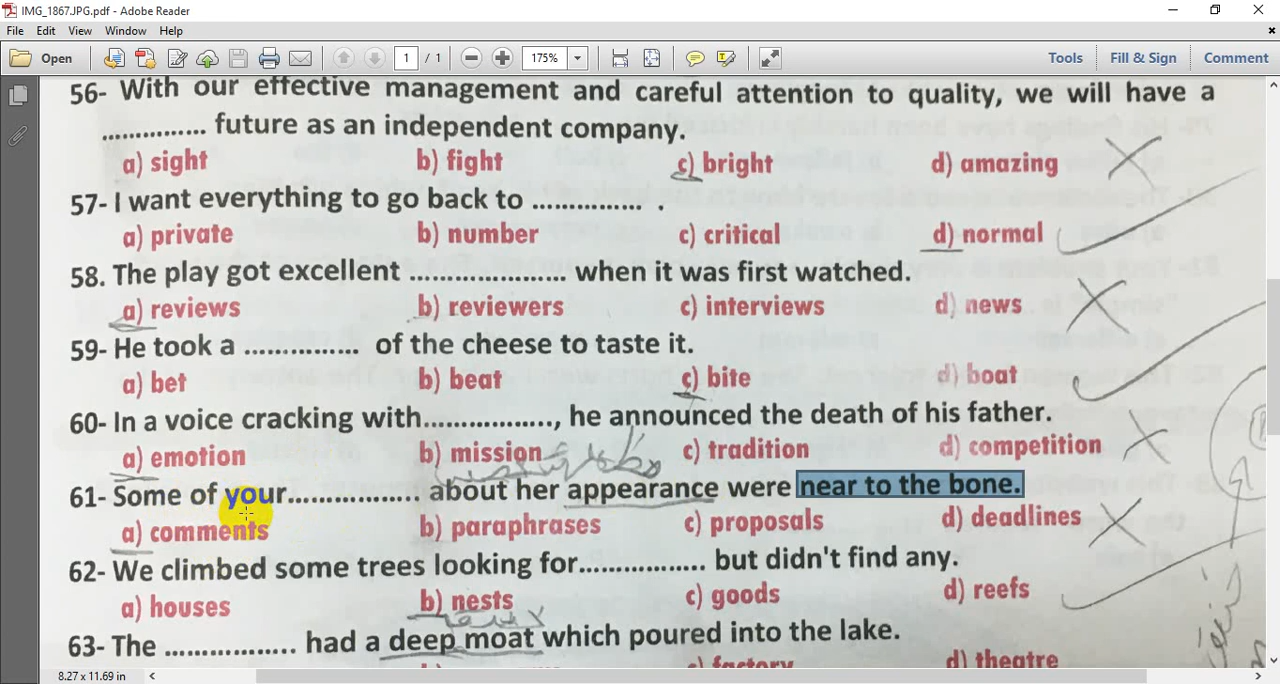 IMG_1867.JPG.pdf - Adobe Reader
File Edit View Window Help
Open 1 / 1 175% Tools Fill & Sign Comment
56- With our effective management and careful attention to quality, we will have a
............. future as an independent company.
a) sight b) fight c) bright d) amazing
57- I want everything to go back to ...............
a) private b) number c) critical d) normal
58. The play got excellent ...................... when it was first watched.
a) reviews b) reviewers c) interviews d) news
59- He took a ............... of the cheese to taste it.
a) bet b) beat c) bite d) boat
60- In a voice cracking with................, he announced the death of his father.
a) emotion b) mission c) tradition d) competition
61- Some of your................. about her appearance were near to the bone.
a) comments b) paraphrases c) proposals d) deadlines
62- We climbed some trees looking for................ but didn't find any.
a) houses b) nests c) goods d) reefs
63- The ................. had a deep moat which poured into the lake.
c) factory d) theatre
8.27 x 11.69 in